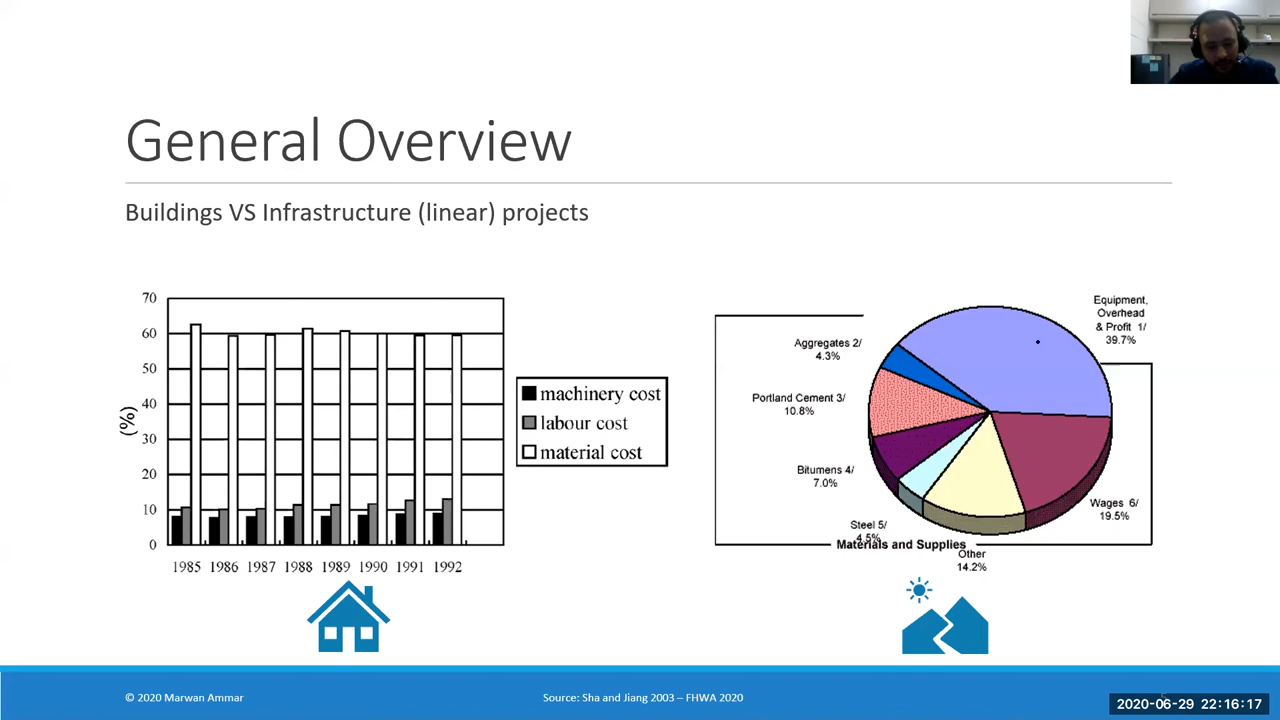 General Overview
Buildings VS Infrastructure (linear) projects
70
60
50
40
30
20
10
0
(%)
1985 1986 1987 1988 1989 1990 1991 1992
machinery cost
labour cost
material cost
Equipment,
Overhead
& Profit 1/
39.7%
Aggregates 2/
4.3%
Portland Cement 3/
10.8%
Bitumens 4/
7.0%
Steel 5/
4.5%
Materials and Supplies
Other
14.2%
Wages 6/
19.5%
© 2020 Marwan Ammar
Source: Sha and Jiang 2003 – FHWA 2020
5
2020-06-29 22:16:17